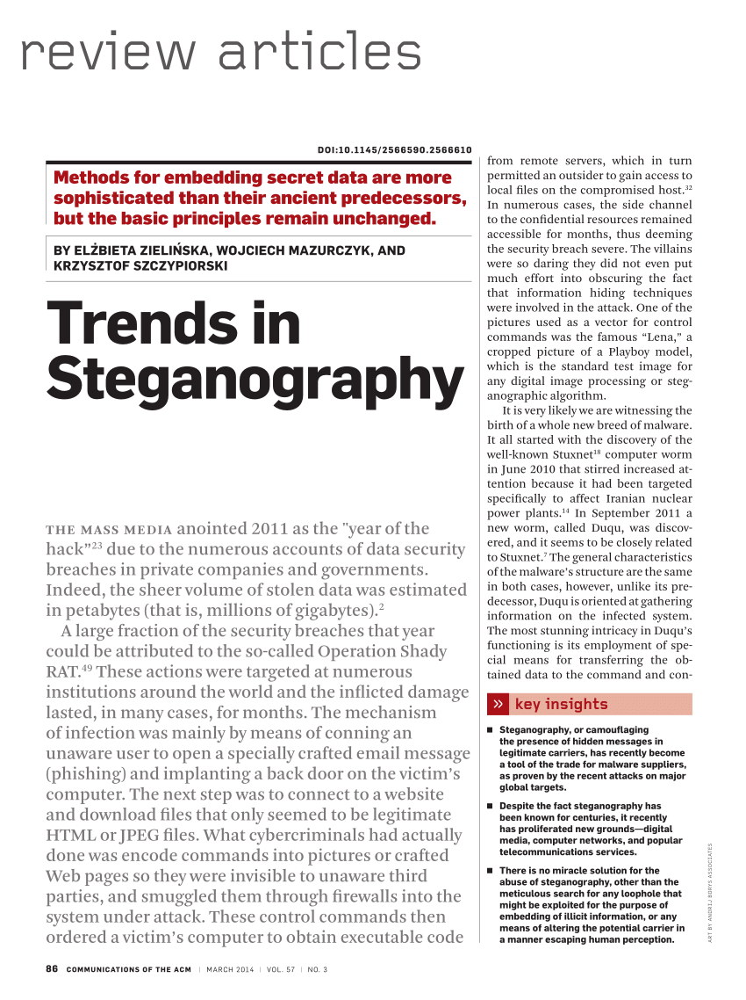 review articles
DOI:10.1145/2566590.2566610
Methods for embedding secret data are more
sophisticated than their ancient predecessors,
but the basic principles remain unchanged.
BY ELŻBIETA ZIELIŃSKA, WOJCIECH MAZURCZYK, AND
KRZYSZTOF SZCZYPIORSKI
Trends in
Steganography
THE MASS MEDIA anointed 2011 as the "year of the
hack”23 due to the numerous accounts of data security
breaches in private companies and governments.
Indeed, the sheer volume of stolen data was estimated
in petabytes (that is, millions of gigabytes).2
A large fraction of the security breaches that year
could be attributed to the so-called Operation Shady
RAT.49 These actions were targeted at numerous
institutions around the world and the inflicted damage
lasted, in many cases, for months. The mechanism
of infection was mainly by means of conning an
unaware user to open a specially crafted email message
(phishing) and implanting a back door on the victim’s
computer. The next step was to connect to a website
and download files that only seemed to be legitimate
HTML or JPEG files. What cybercriminals had actually
done was encode commands into pictures or crafted
Web pages so they were invisible to unaware third
parties, and smuggled them through firewalls into the
system under attack. These control commands then
ordered a victim’s computer to obtain executable code
from remote servers, which in turn
permitted an outsider to gain access to
local files on the compromised host.32
In numerous cases, the side channel
to the confidential resources remained
accessible for months, thus deeming
the security breach severe. The villains
were so daring they did not even put
much effort into obscuring the fact
that information hiding techniques
were involved in the attack. One of the
pictures used as a vector for control
commands was the famous “Lena,” a
cropped picture of a Playboy model,
which is the standard test image for
any digital image processing or steg-
anographic algorithm.
It is very likely we are witnessing the
birth of a whole new breed of malware.
It all started with the discovery of the
well-known Stuxnet18 computer worm
in June 2010 that stirred increased at-
tention because it had been targeted
specifically to affect Iranian nuclear
power plants.14 In September 2011 a
new worm, called Duqu, was discov-
ered, and it seems to be closely related
to Stuxnet.7 The general characteristics
of the malware’s structure are the same
in both cases, however, unlike its pre-
decessor, Duqu is oriented at gathering
information on the infected system.
The most stunning intricacy in Duqu’s
functioning is its employment of spe-
cial means for transferring the ob-
tained data to the command and con-
» key insights
■ Steganography, or camouflaging
the presence of hidden messages in
legitimate carriers, has recently become
a tool of the trade for malware suppliers,
as proven by the recent attacks on major
global targets.
■ Despite the fact steganography has
been known for centuries, it recently
has proliferated new grounds—digital
media, computer networks, and popular
telecommunications services.
■ There is no miracle solution for the
abuse of steganography, other than the
meticulous search for any loophole that
might be exploited for the purpose of
embedding of illicit information, or any
means of altering the potential carrier in
a manner escaping human perception.
ART BY ANDRIJ BORYS ASSOCIATES
86 COMMUNICATIONS OF THE ACM | MARCH 2014 | VOL. 57 | NO. 3